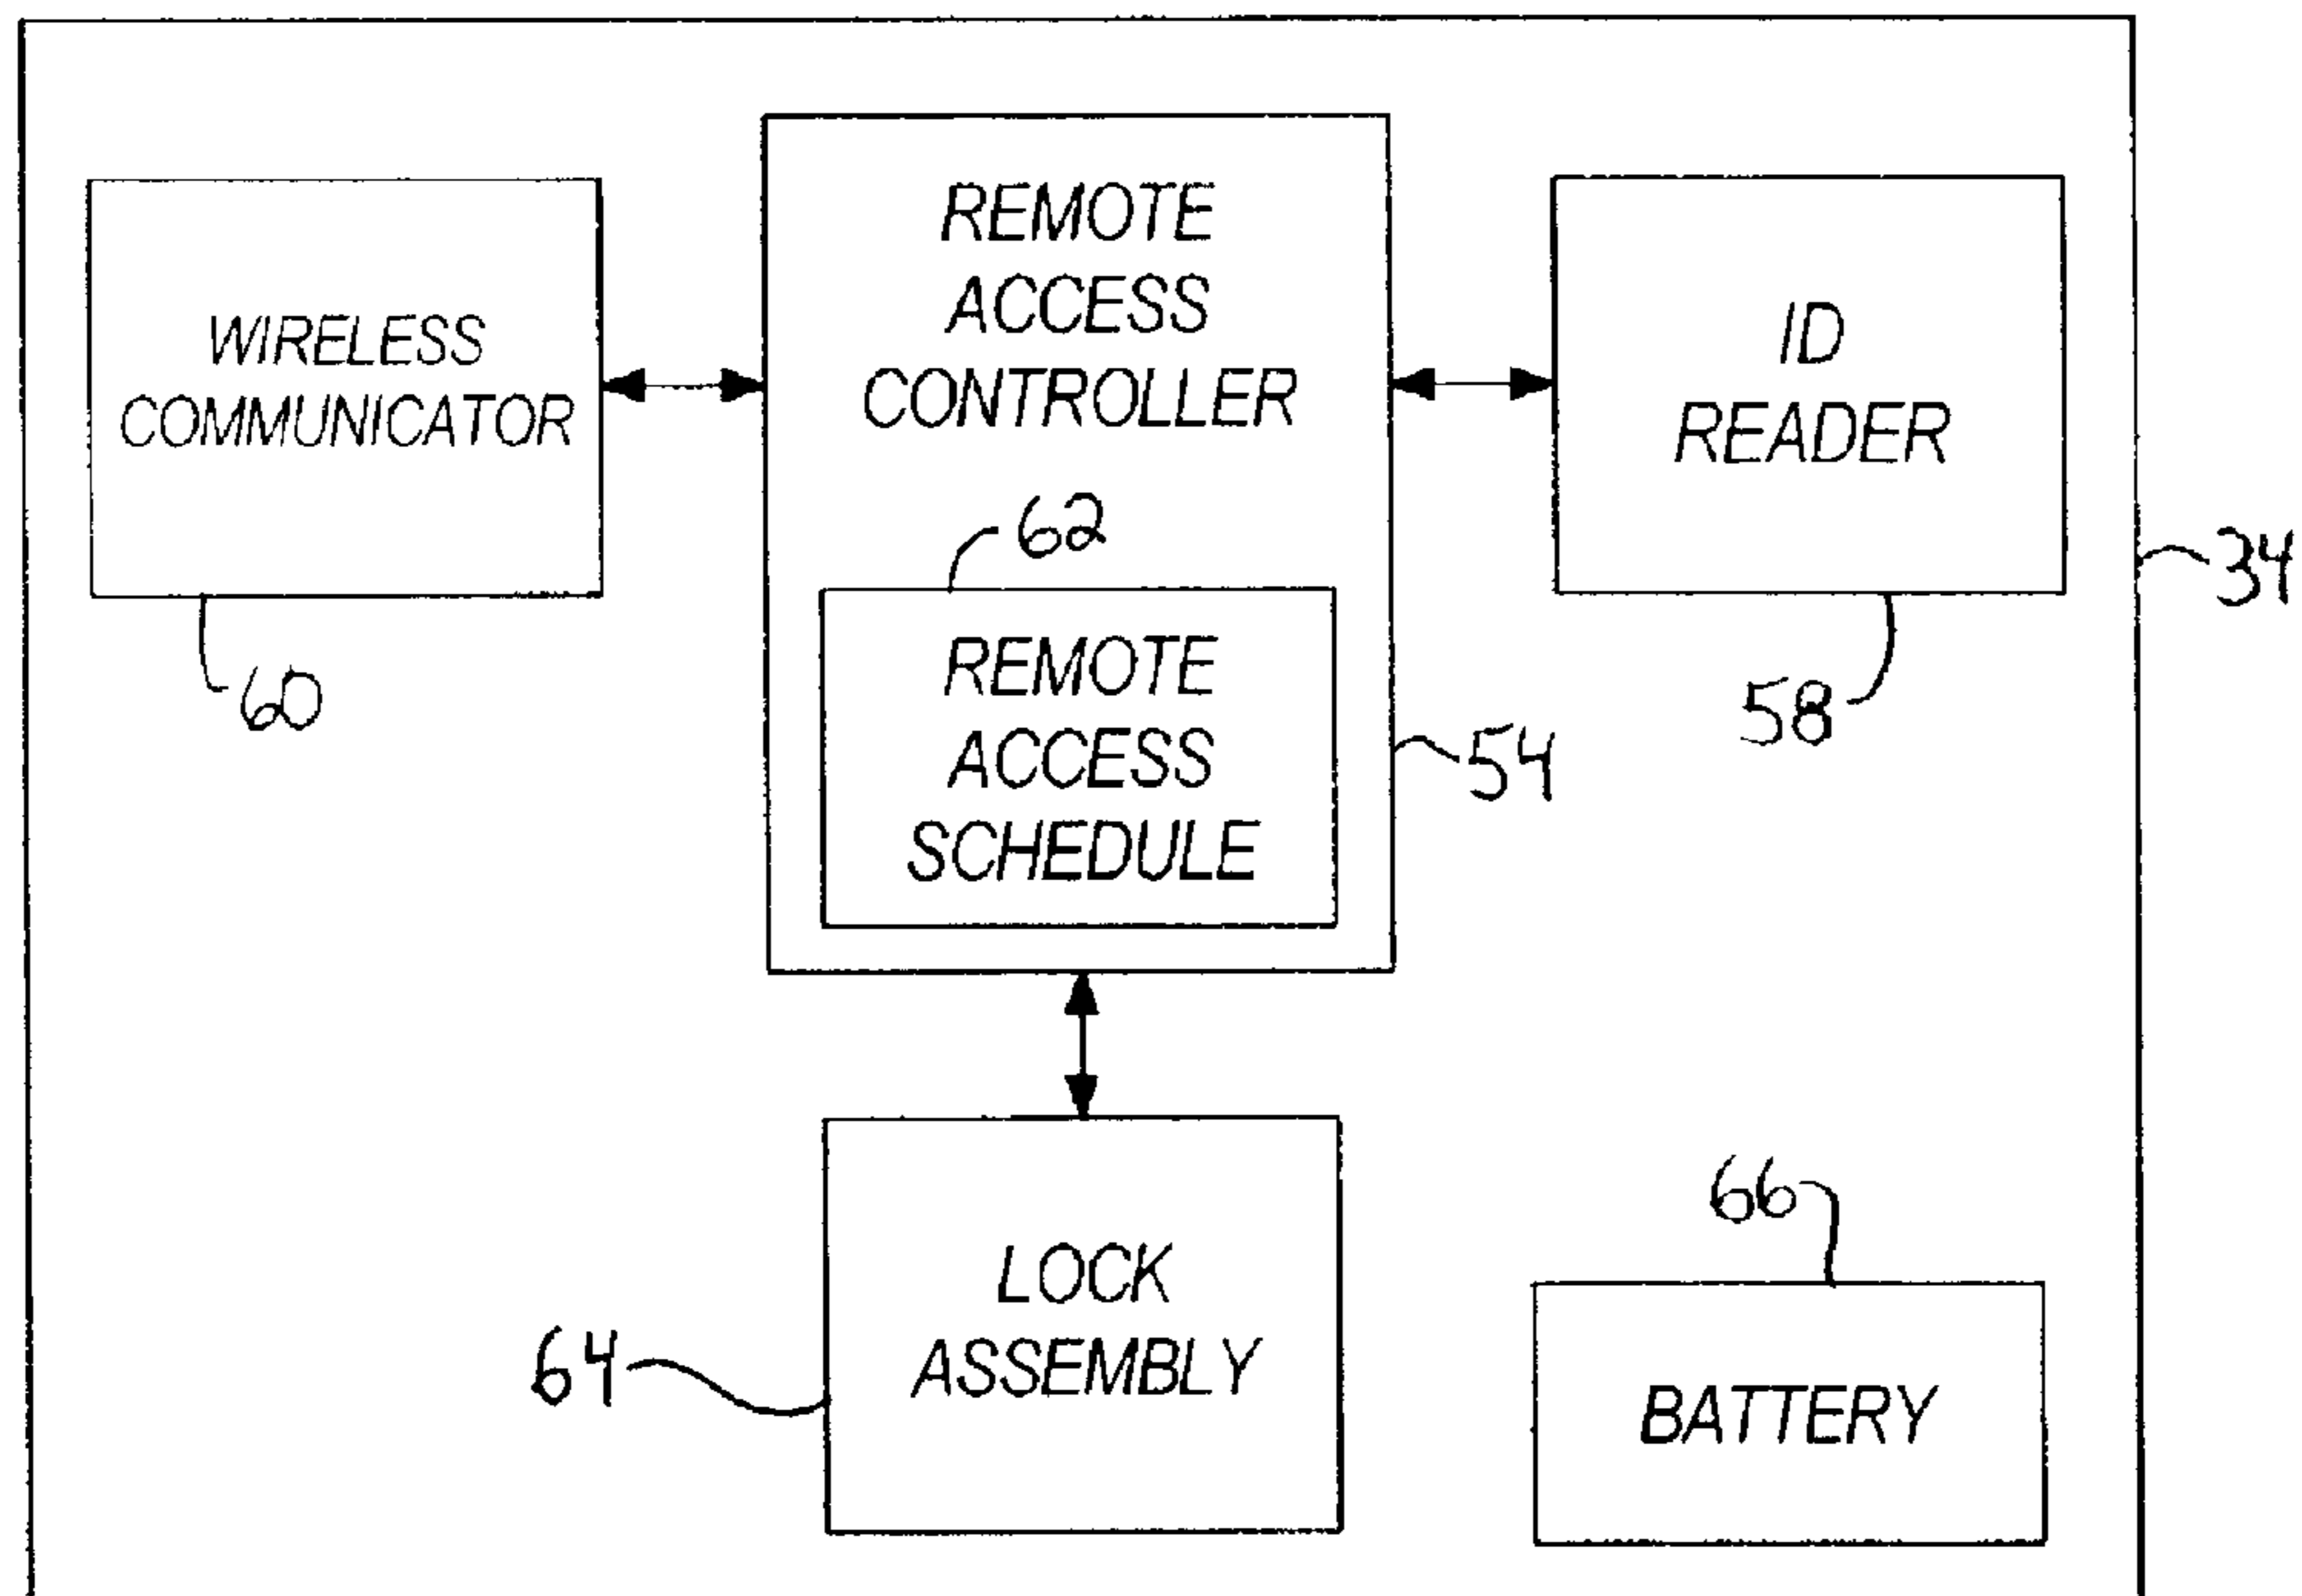 WIRELESS
COMMUNICATOR
60
REMOTE
ACCESS
CONTROLLER
62
REMOTE
ACCESS
SCHEDULE
54
ID
READER
58
34
LOCK
ASSEMBLY
64
66
BATTERY